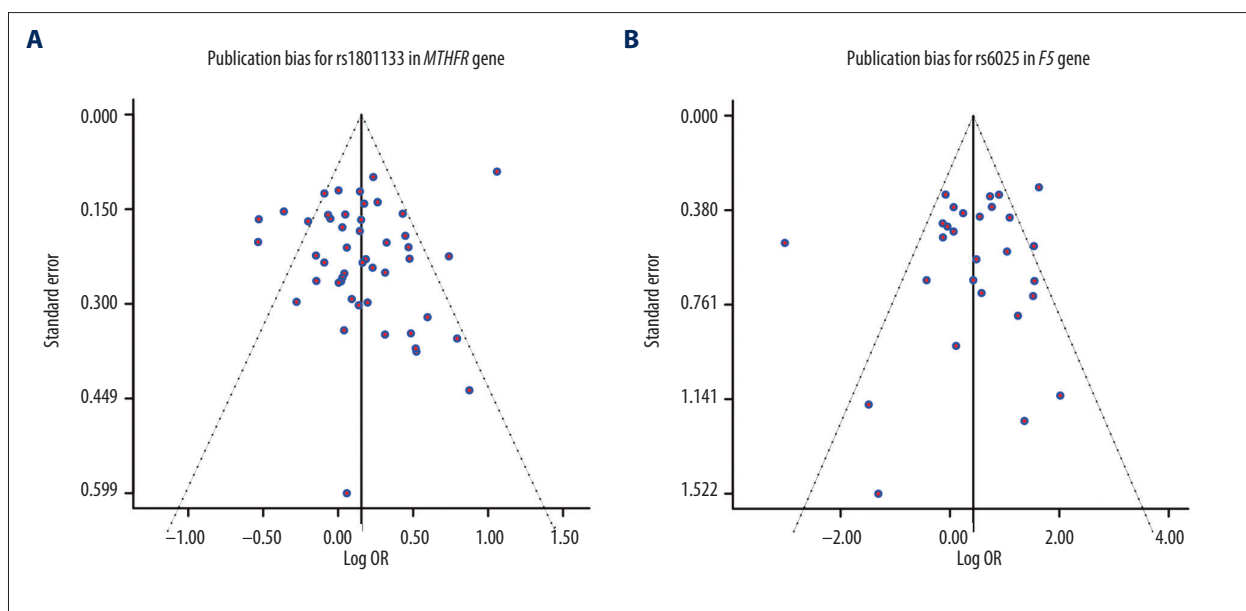 A
Publication bias for rs1801133 in MTHFR gene
0.000
0.150
0.300
0.449
0.599
Standard error
−1.00 −0.50 0.00 0.50 1.00 1.50
Log OR
B
Publication bias for rs6025 in F5 gene
0.000
0.380
0.761
1.141
1.522
Standard error
−2.00 0.00 2.00 4.00
Log OR